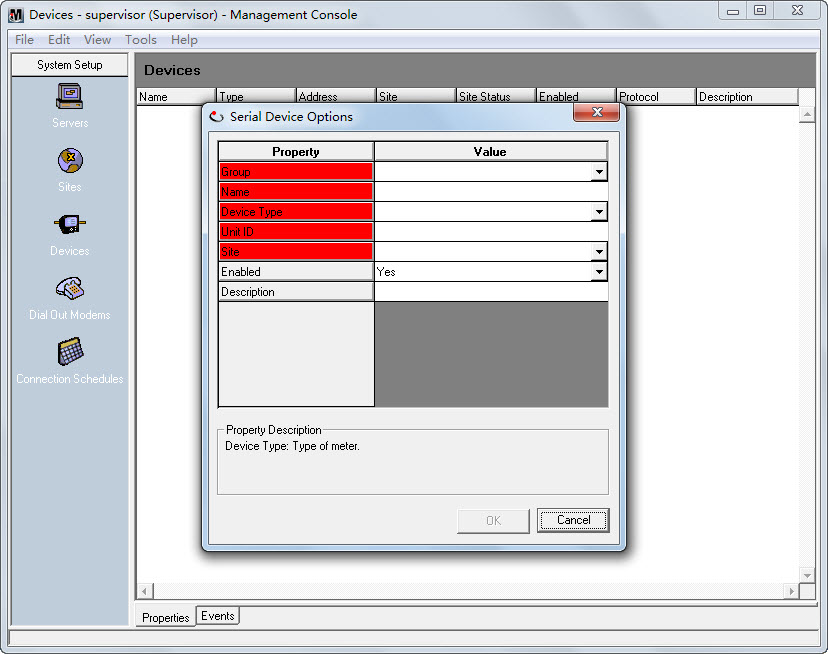 Devices - supervisor (Supervisor) - Management Console
File Edit View Tools Help
System Setup
Servers
Sites
Devices
Dial Out Modems
Connection Schedules
Devices
Name Type Address Site Site Status Enabled Protocol Description
Serial Device Options
Property Value
Group
Name
Device Type
Unit ID
Site
Enabled Yes
Description
Property Description
Device Type: Type of meter.
OK Cancel
Properties Events